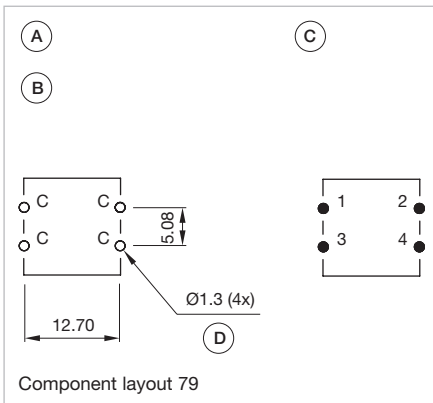 A
C
B
C C
C C
5.08
1 2
3 4
Ø1.3 (4x)
12.70
D
Component layout 79